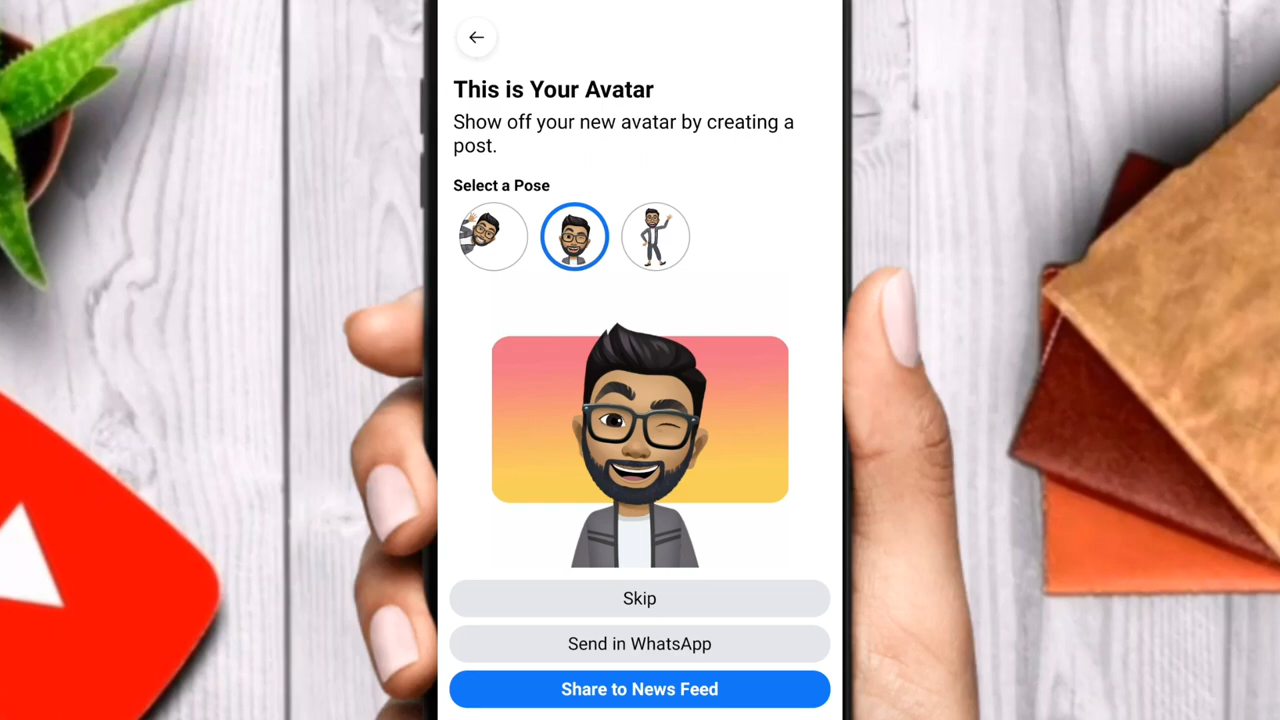 This is Your Avatar
Show off your new avatar by creating a
post.
Select a Pose
Skip
Send in WhatsApp
Share to News Feed